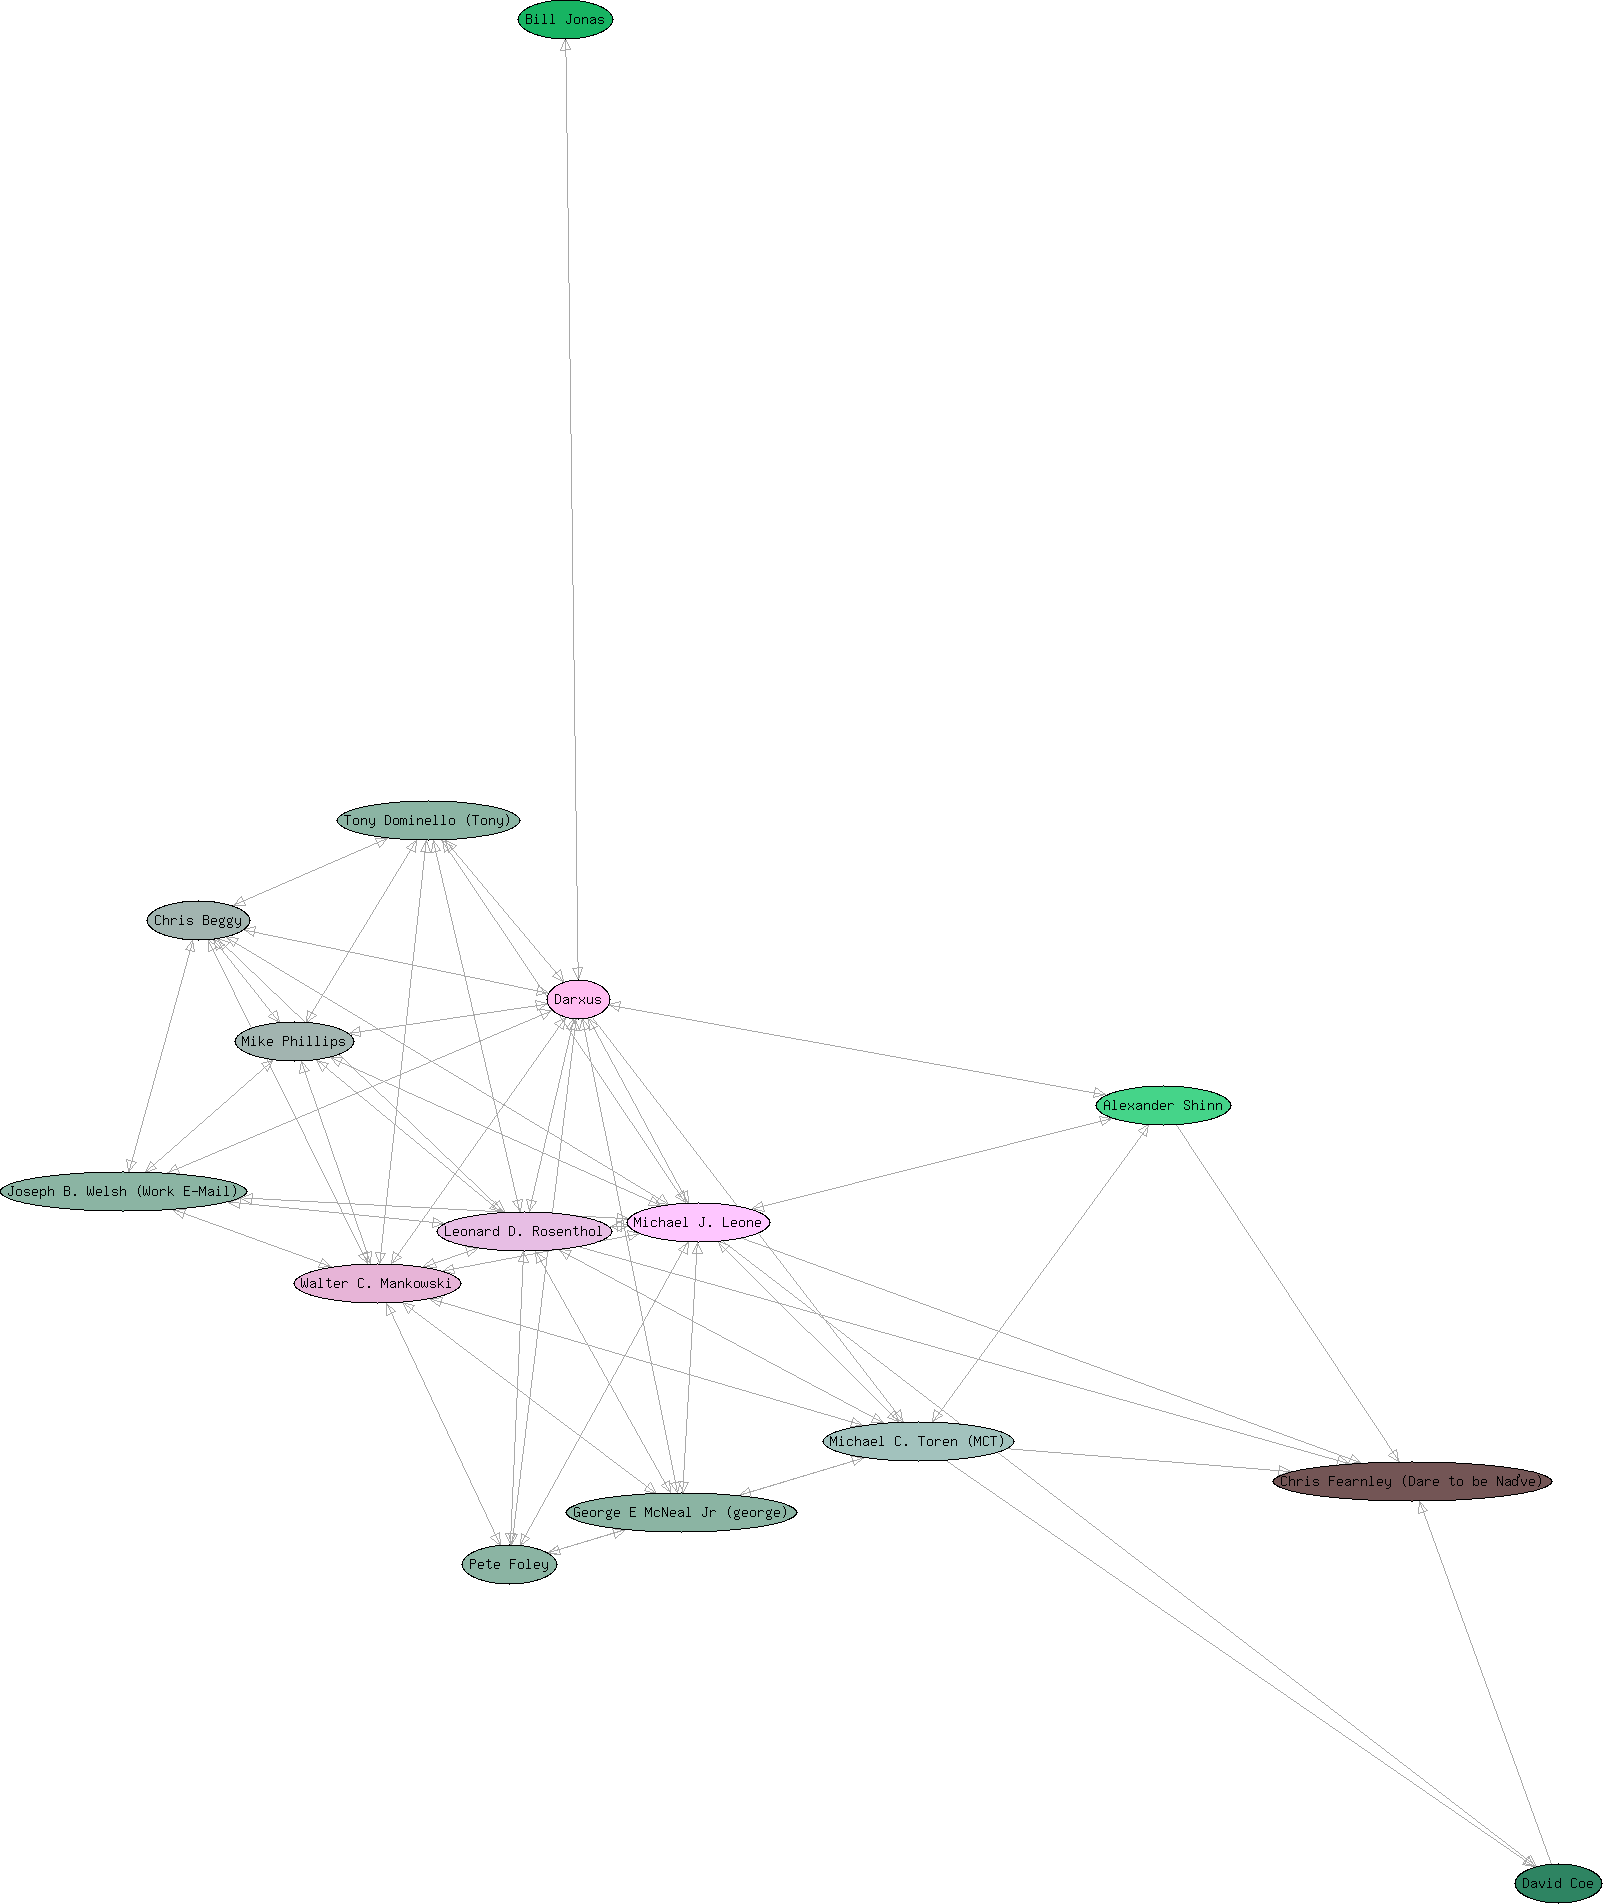 Bill Jonas
Tony Dominello (Tony)
Chris Beggy
Darxus
Mike Phillips
Alexander Shinn
Joseph B. Welsh (Work E-Mail)
Leonard D. Rosenthol
Michael J. Leone
Walter C. Mankowski
Michael C. Toren (MCT)
Chris Fearnley (Dare to be
George E McNeal Jr (george)
Pete Foley
David Coe